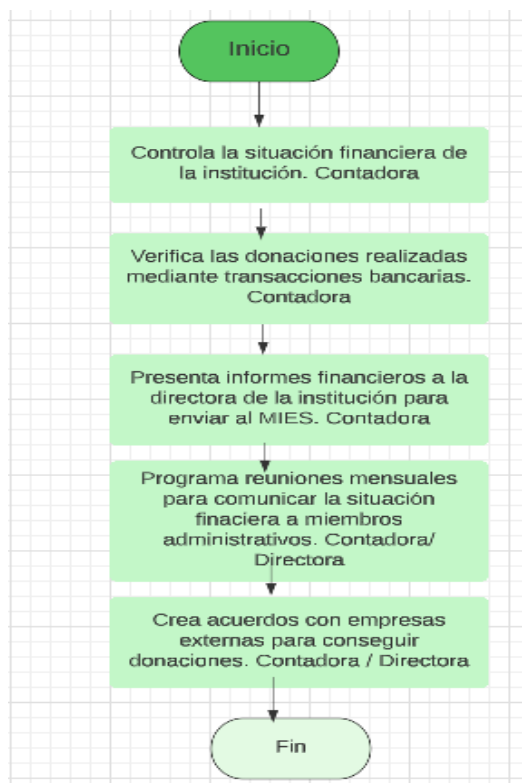 Inicio
Controla la situación financiera de
la institución. Contadora
Verifica las donaciones realizadas
mediante transacciones bancarias.
Contadora
Presenta informes financieros a la
directora de la institución para
enviar al MIES. Contadora
Programa reuniones mensuales
para comunicar la situación
finaciera a miembros
administrativos. Contadora/
Directora
Crea acuerdos con empresas
externas para conseguir
donaciones. Contadora / Directora
Fin